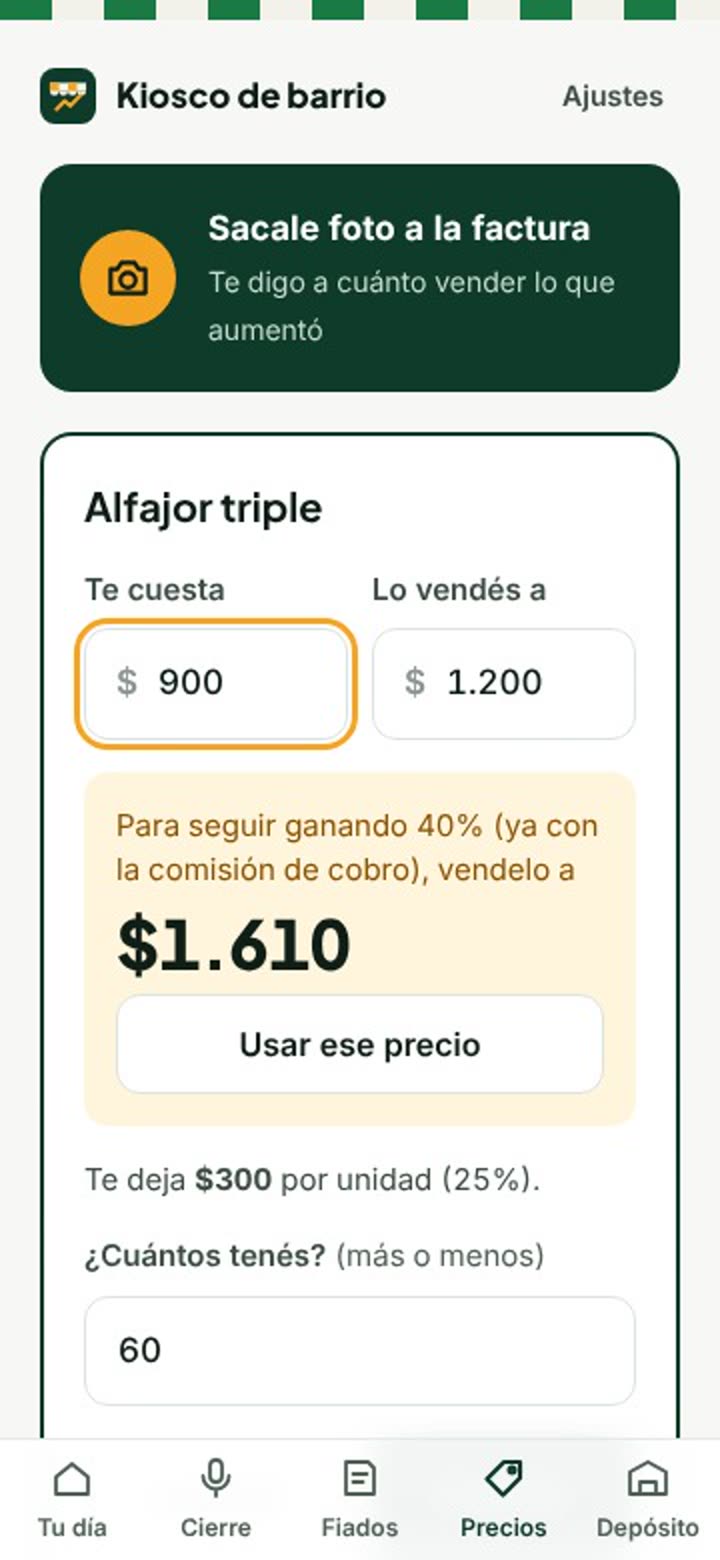 Kiosco de barrio
Ajustes
Sacale foto a la factura
Te digo a cuánto vender lo que
aumentó
Alfajor triple
Te cuesta
Lo vendés a
$ 900
$ 1.200
Para seguir ganando 40% (ya con
la comisión de cobro), vendelo a
$1.610
Usar ese precio
Te deja $300 por unidad (25%).
¿Cuántos tenés? (más o menos)
60
Tu día
Cierre
Fiados
Precios
Depósito